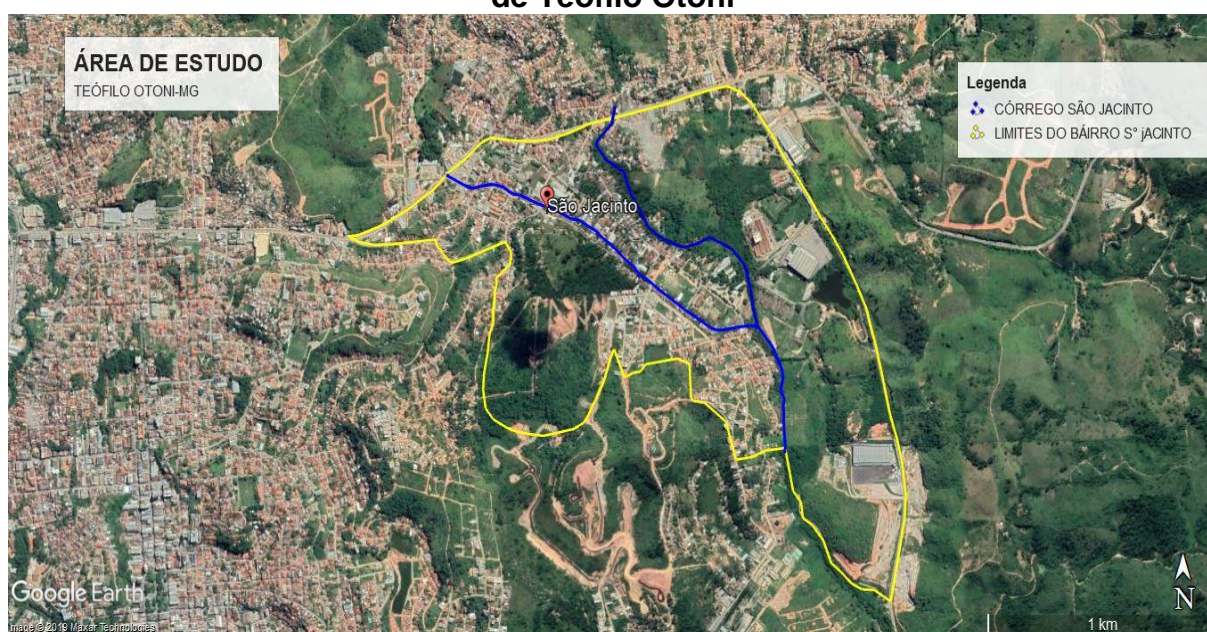 de Teófilo Otoni
ÁREA DE ESTUDO
TEÓFILO OTONI-MG
Legenda
CÓRREGO SÃO JACINTO
LIMITES DO BÁIRRO S° jACINTO
São Jacinto
Google Earth
Image © 2019 Maxar Technologies
1 km
N